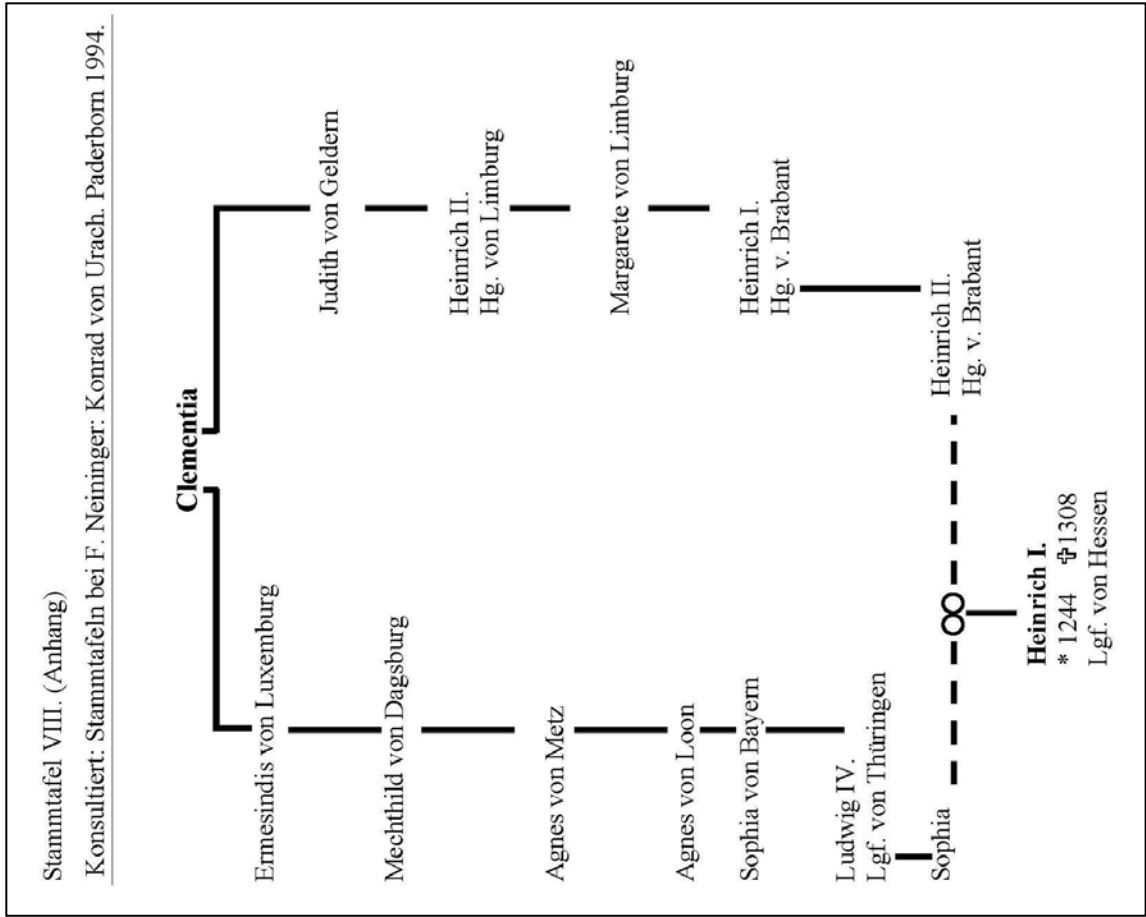 Stammtafel VIII. (Anhang)
Konsultiert: Stammtafeln bei F. Neininger: Konrad von Urach. Paderborn 1994.
Clementia
Ermesindis von Luxemburg
Mechthild von Dagsburg
Agnes von Metz
Agnes von Loon
Sophia von Bayern
Ludwig IV.
Lgf. von Thüringen
Sophia
Judith von Geldern
Heinrich II.
Hg. von Limburg
Margarete von Limburg
Heinrich I.
Hg. v. Brabant
Heinrich II.
Hg. v. Brabant
Heinrich I.
* 1244 ✞1308
Lgf. von Hessen